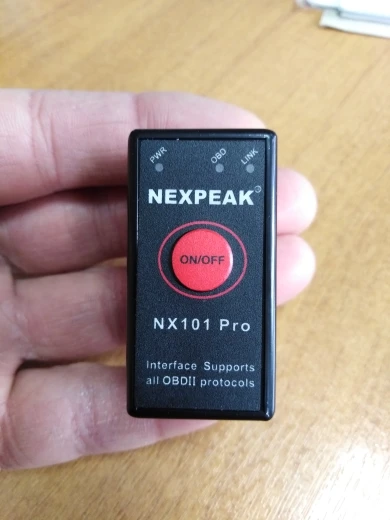 PWR OBD LINK
NEXPEAK
ON/OFF
NX101 Pro
Interface Supports
all OBDII protocols